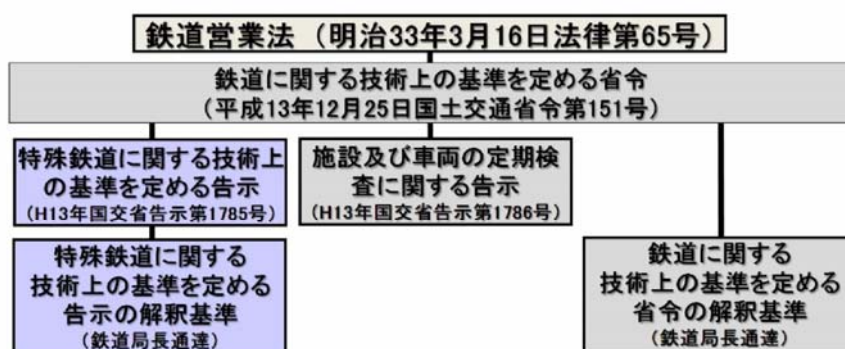 鉄道営業法（明治33年3月16日法律第65号）
鉄道に関する技術上の基準を定める省令
（平成13年12月25日国土交通省令第151号）
特殊鉄道に関する技術上
の基準を定める告示
（H13年国交省告示第1785号）
施設及び車両の定期検
査に関する告示
（H13年国交省告示第1786号）
特殊鉄道に関する
技術上の基準を定める
告示の解釈基準
（鉄道局長通達）
鉄道に関する
技術上の基準を定める
省令の解釈基準
（鉄道局長通達）